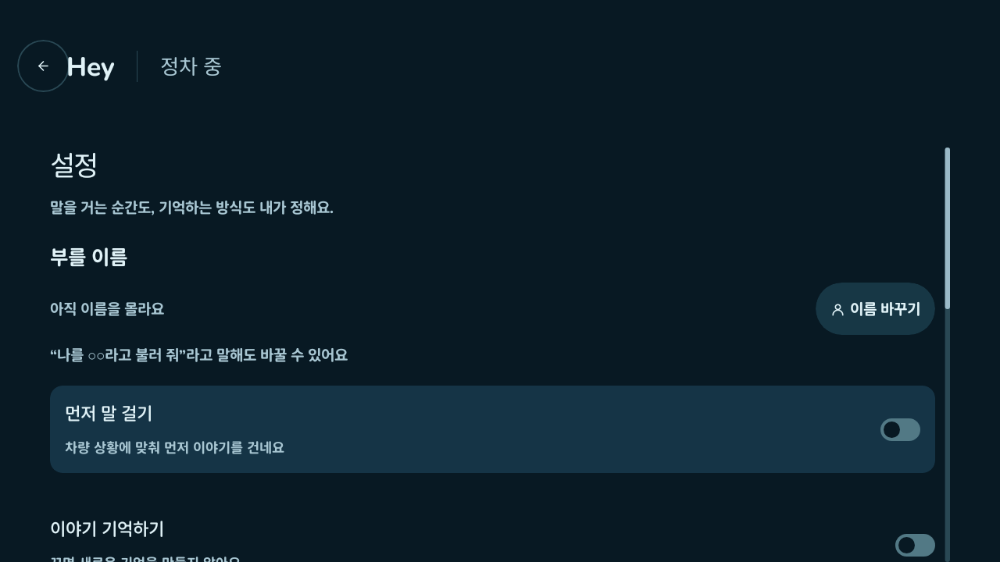 Hey
정차 중
설정
말을 거는 순간도, 기억하는 방식도 내가 정해요.
부를 이름
아직 이름을 몰라요
이름 바꾸기
“나를 ○○라고 불러 줘”라고 말해도 바꿀 수 있어요
먼저 말 걸기
차량 상황에 맞춰 먼저 이야기를 건네요
이야기 기억하기